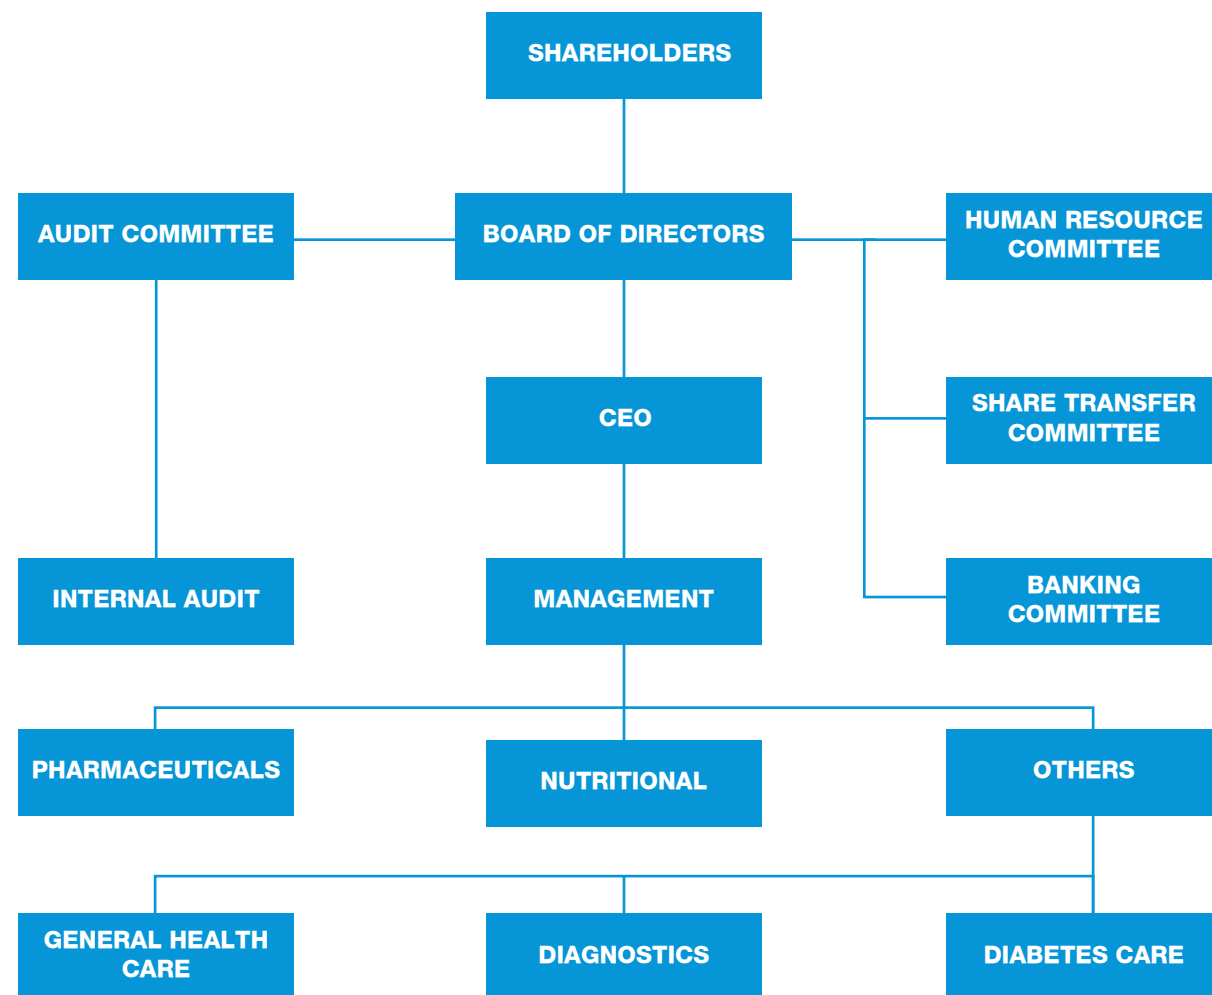 SHAREHOLDERS
AUDIT COMMITTEE
BOARD OF DIRECTORS
HUMAN RESOURCE
COMMITTEE
CEO
SHARE TRANSFER
COMMITTEE
INTERNAL AUDIT
MANAGEMENT
BANKING
COMMITTEE
PHARMACEUTICALS
NUTRITIONAL
OTHERS
GENERAL HEALTH
CARE
DIAGNOSTICS
DIABETES CARE